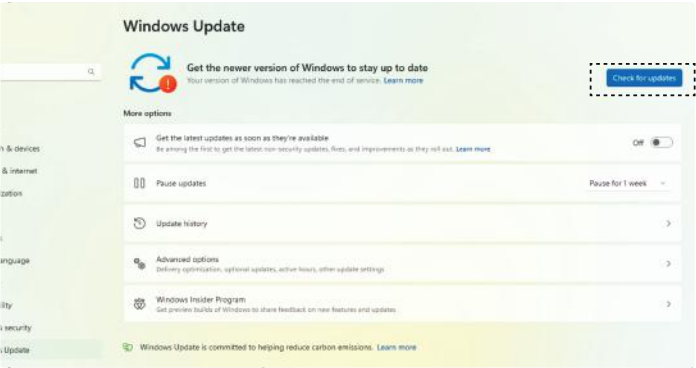 Windows Update
Get the newer version of Windows to stay up to date
Your version of Windows has reached the end of service. Learn more
Check for updates
More options
Get the latest updates as soon as they're available
Be among the first to get the latest non-security updates, fixes, and improvements as they roll out. Learn more
Off
& devices
& internet
Pause updates
Pause for 1 week
Update history
Advanced options
Delivery optimization, optional updates, active hours, other update settings
Windows Insider Program
Get preview builds of Windows to share feedback on new features and updates
security
Update
Windows Update is committed to helping reduce carbon emissions. Learn more